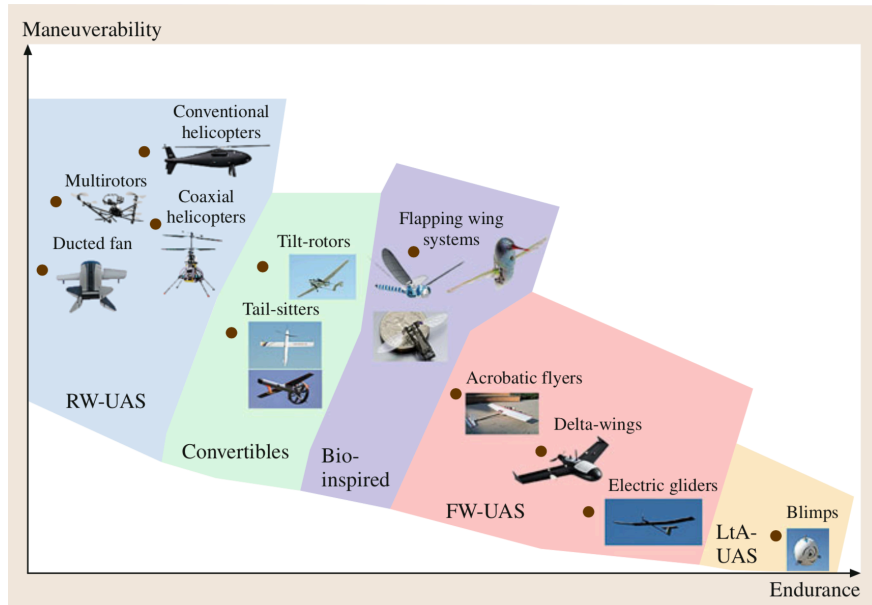 Maneuverability
Conventional
helicopters
Multirotors
Coaxial
helicopters
Ducted fan
Flapping wing
systems
Tilt-rotors
Tail-sitters
RW-UAS
Acrobatic flyers
Convertibles
Bio-
inspired
Delta-wings
Electric gliders
FW-UAS
LtA-
UAS
Blimps
Endurance